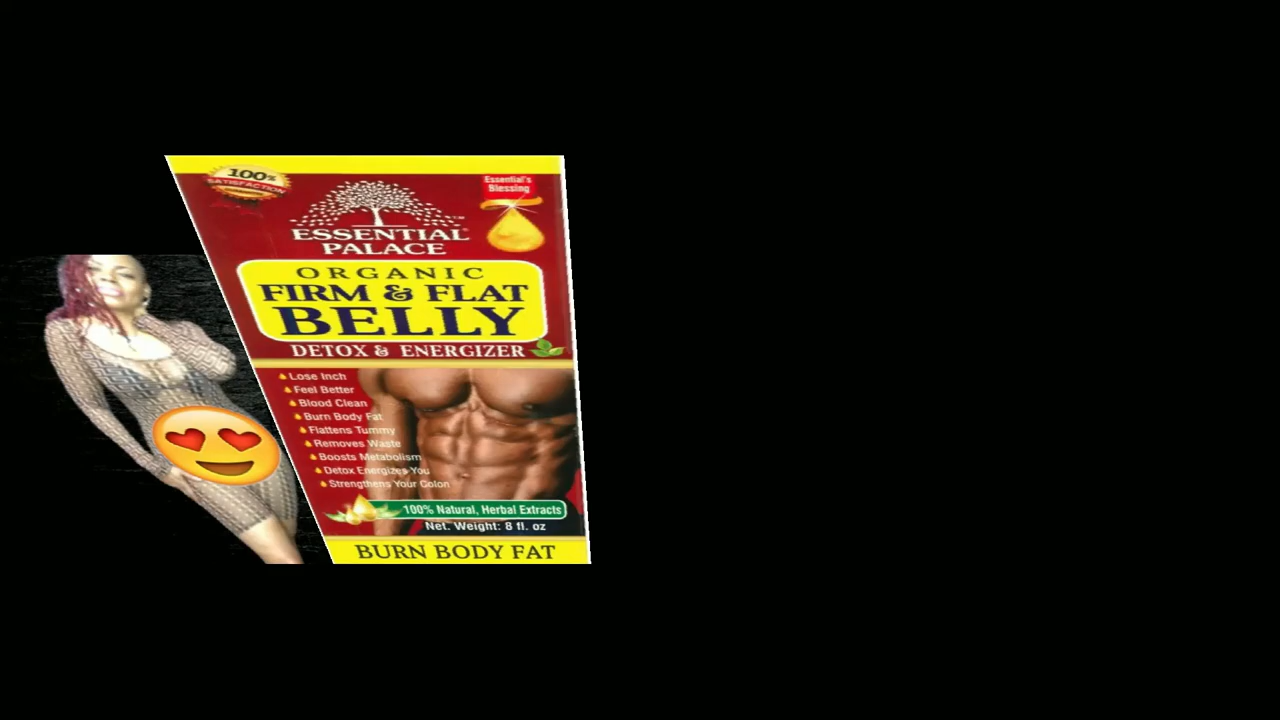 100%
SATISFACTION
Essential's
Blessing
ESSENTIAL
PALACE
ORGANIC
FIRM & FLAT
BELLY
DETOX & ENERGIZER
Lose Inch
Feel Better
Blood Clean
Burn Body Fat
Flattens Tummy
Removes Waste
Boosts Metabolism
Detox Energizes You
Strengthens Your Colon
100% Natural, Herbal Extracts
Net. Weight: 8 fl. oz
BURN BODY FAT